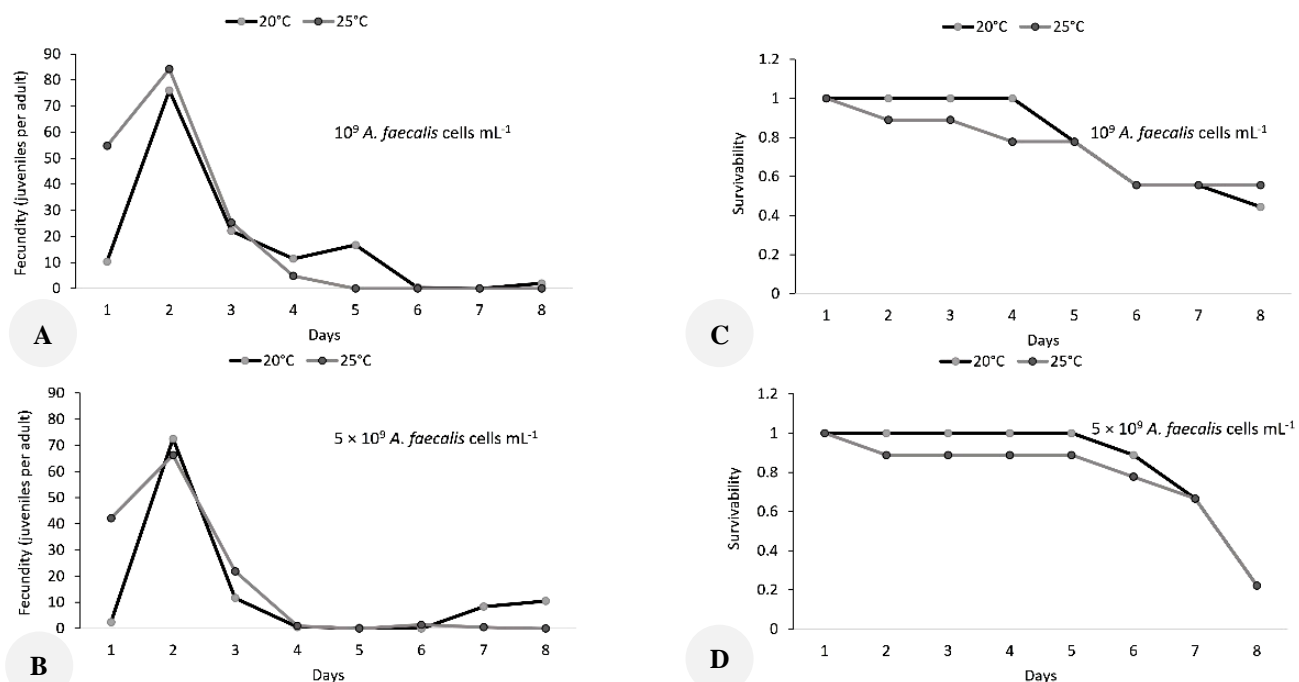 20°C 25°C
Fecundity (juveniles per adult)
90
80
70
60
50
40
30
20
10
0
10⁹ A. faecalis cells mL⁻¹
1 2 3 4 5 6 7 8
Days
A
20°C 25°C
Fecundity (juveniles per adult)
90
80
70
60
50
40
30
20
10
0
5 × 10⁹ A. faecalis cells mL⁻¹
1 2 3 4 5 6 7 8
Days
B
20°C 25°C
Survivability
1.2
1
0.8
0.6
0.4
0.2
0
10⁹ A. faecalis cells mL⁻¹
1 2 3 4 5 6 7 8
Days
C
20°C 25°C
Survivability
1.2
1
0.8
0.6
0.4
0.2
0
5 × 10⁹ A. faecalis cells mL⁻¹
1 2 3 4 5 6 7 8
Days
D